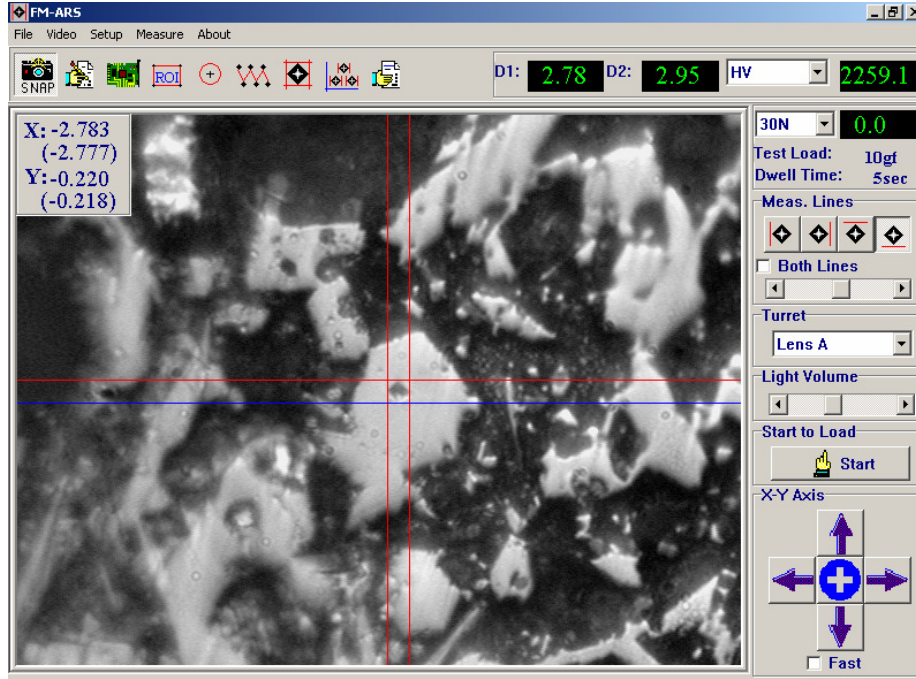 FM-ARS
File Video Setup Measure About
SNAP ROI D1: 2.78 D2: 2.95 HV 2259.1
X: -2.783
(-2.777)
Y: -0.220
(-0.218)
30N 0.0
Test Load: 10gf
Dwell Time: 5sec
Meas. Lines
Both Lines
Turret
Lens A
Light Volume
Start to Load
Start
X-Y Axis
Fast